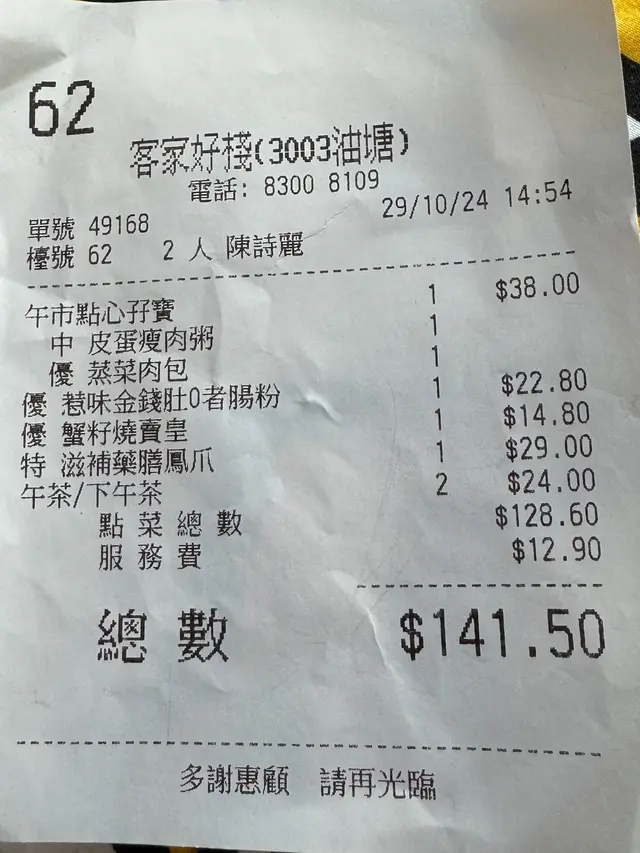 62
客家好棧(3003油塘)
電話: 8300 8109
29/10/24 14:54
單號 49168
檯號 62 2 人 陳詩麗
午市點心孖寶 1 $38.00
中 皮蛋瘦肉粥 1
優 蒸菜肉包 1
優 惹味金錢肚O者腸粉 1 $22.80
優 蟹籽燒賣皇 1 $14.80
特 滋補藥膳鳳爪 1 $29.00
午茶/下午茶 2 $24.00
點菜總數 $128.60
服務費 $12.90
總數 $141.50
多謝惠顧 請再光臨